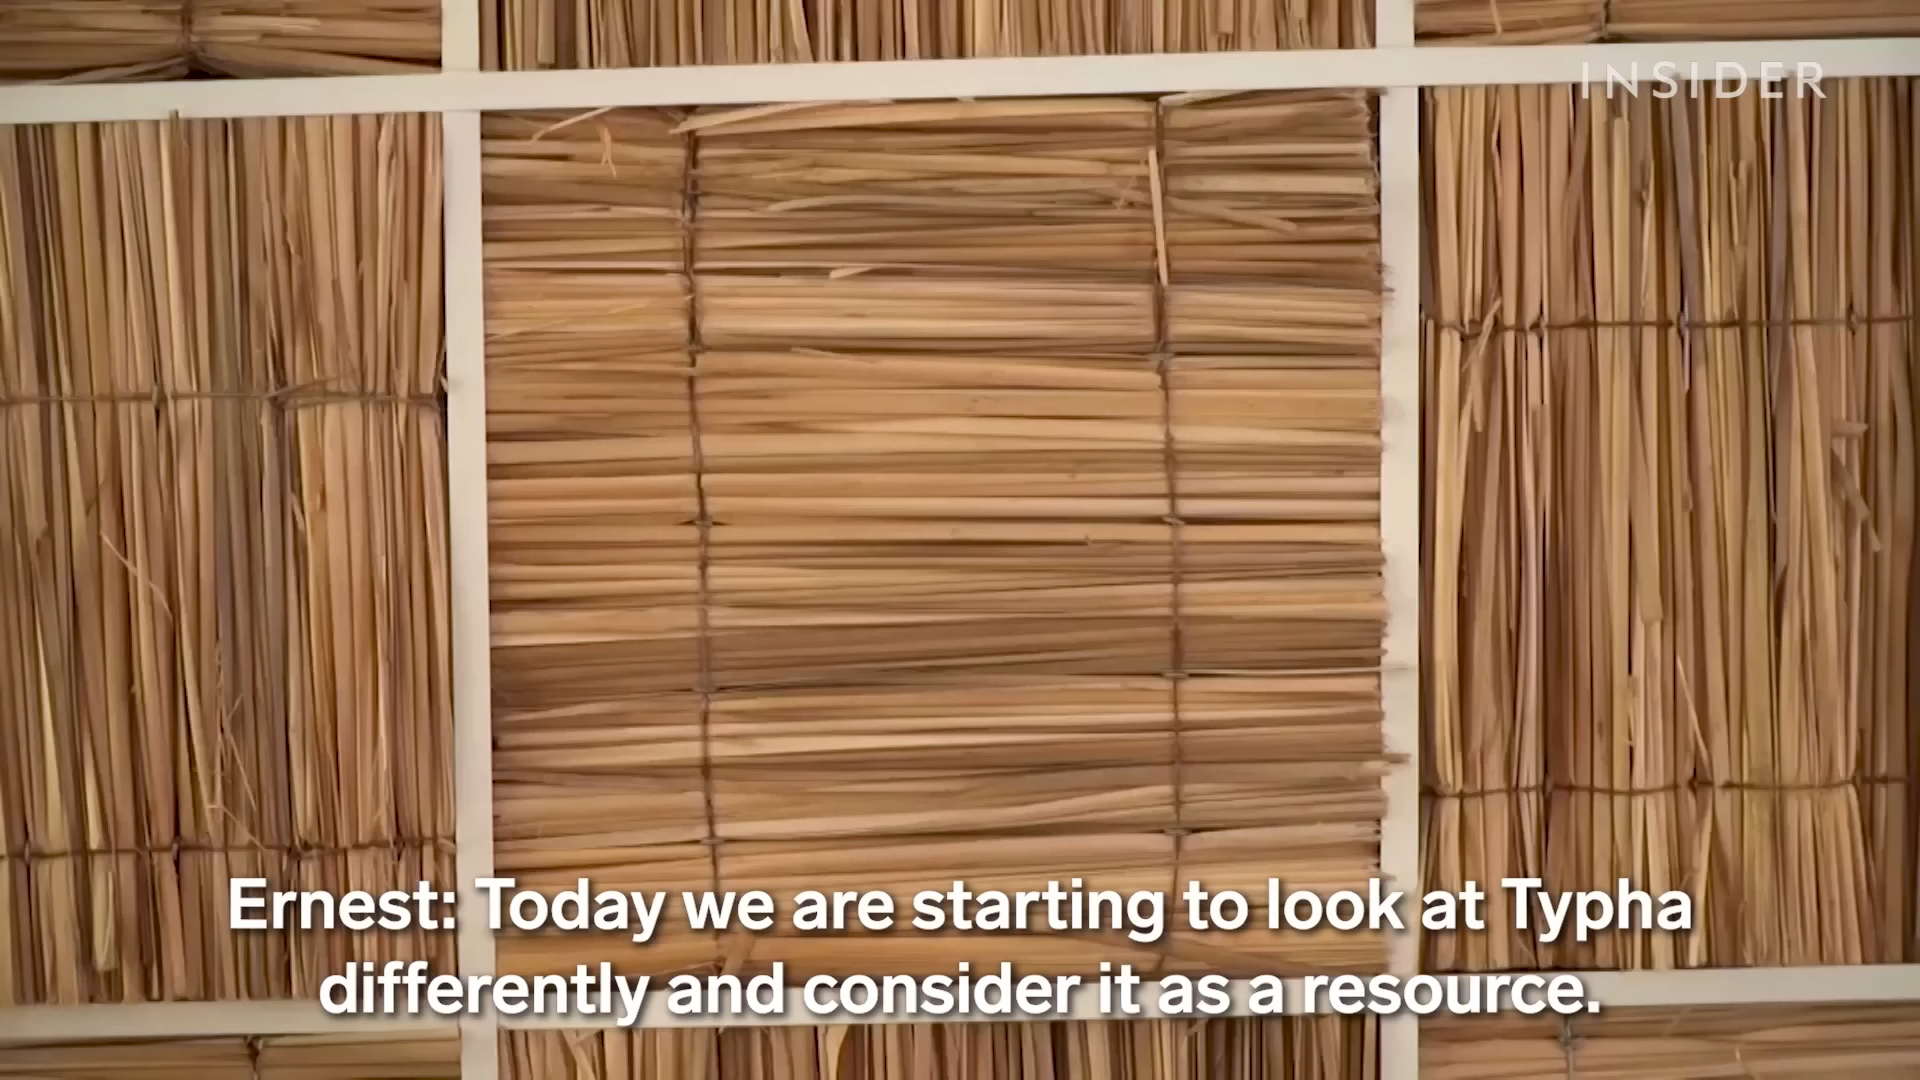 INSIDER
Ernest: Today we are starting to look at Typha
differently and consider it as a resource.